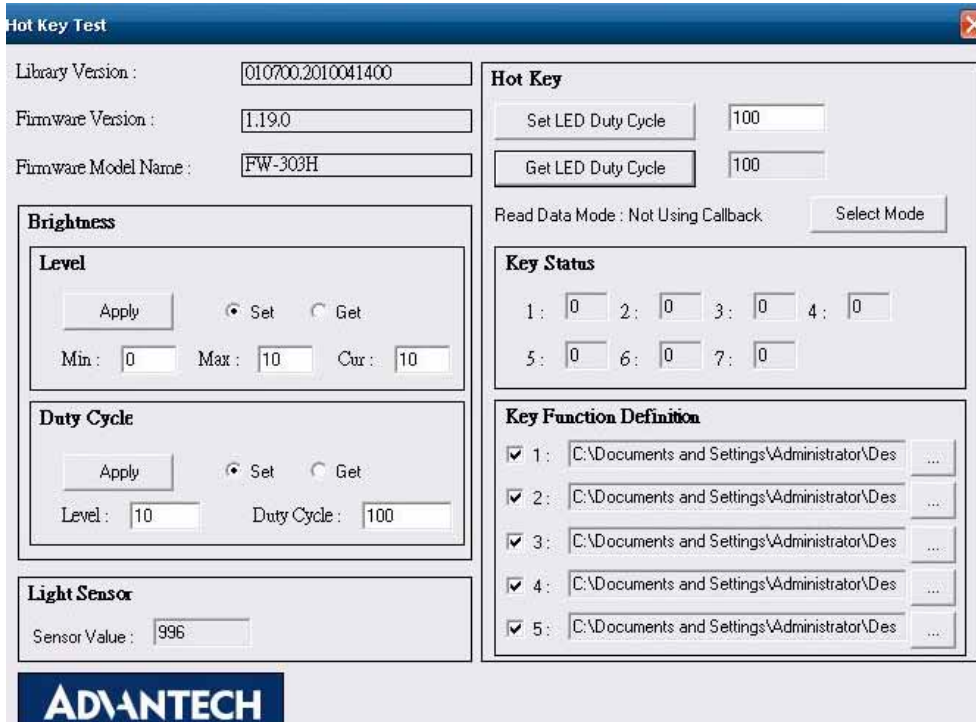 Hot Key Test
Library Version : 010700.2010041400
Firmware Version : 1.19.0
Firmware Model Name : FW-303H
Brightness
Level
Apply Set Get
Min : 0 Max : 10 Cur : 10
Duty Cycle
Apply Set Get
Level : 10 Duty Cycle : 100
Light Sensor
Sensor Value : 996
ADVANTECH
Hot Key
Set LED Duty Cycle 100
Get LED Duty Cycle 100
Read Data Mode : Not Using Callback Select Mode
Key Status
1 : 0 2 : 0 3 : 0 4 : 0
5 : 0 6 : 0 7 : 0
Key Function Definition
1 : C:\Documents and Settings\Administrator\Des ...
2 : C:\Documents and Settings\Administrator\Des ...
3 : C:\Documents and Settings\Administrator\Des ...
4 : C:\Documents and Settings\Administrator\Des ...
5 : C:\Documents and Settings\Administrator\Des ...